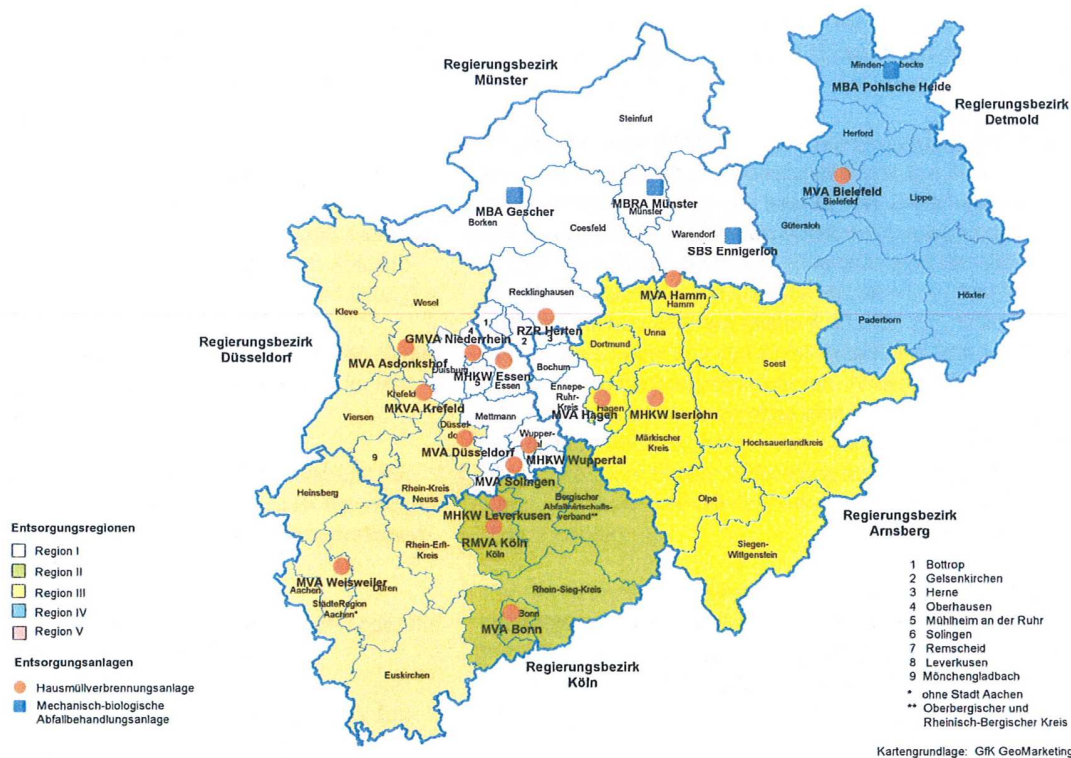 Regierungsbezirk
Münster
Minden-Lübbecke
MBA Pohlsche Heide
Regierungsbezirk
Detmold
Steinfurt
Herford
MVA Bielefeld
Bielefeld
Lippe
MBA Gescher
Borken
MBRA Münster
Münster
Coesfeld
Warendorf
SBS Ennigerloh
Gütersloh
Recklinghausen
MVA Hamm
Hamm
Höxter
Paderborn
Kleve
Wesel
1
4
2
RZR Herten
3
Unna
Regierungsbezirk
Düsseldorf
GMVA Niederrhein
Dortmund
MVA Asdonkshof
Duisburg
MHKW Essen
5
Essen
Bochum
Soest
Ennepe-
Ruhr-
Kreis
Krefeld
MKVA Krefeld
Viersen
Mettmann
MVA Hagen
Hagen
MHKW Iserlohn
Düssel-
dorf
Wupper-
tal
Märkischer
Kreis
Hochsauerlandkreis
MVA Düsseldorf
MHKW Wuppertal
9
MVA Solingen
Rhein-Kreis
Neuss
Heinsberg
Bergischer
Abfallwirtschafts-
verband**
Olpe
MHKW Leverkusen
RMVA Köln
Köln
Rhein-Erft-
Kreis
Siegen-
Wittgenstein
Regierungsbezirk
Arnsberg
MVA Weisweiler
Aachen
Düren
StädteRegion
Aachen*
Rhein-Sieg-Kreis
Bonn
MVA Bonn
Euskirchen
Regierungsbezirk
Köln
Entsorgungsregionen
Region I
Region II
Region III
Region IV
Region V
Entsorgungsanlagen
Hausmüllverbrennungsanlage
Mechanisch-biologische
Abfallbehandlungsanlage
1 Bottrop
2 Gelsenkirchen
3 Herne
4 Oberhausen
5 Mühlheim an der Ruhr
6 Solingen
7 Remscheid
8 Leverkusen
9 Mönchengladbach
* ohne Stadt Aachen
** Oberbergischer und
Rheinisch-Bergischer Kreis
Kartengrundlage: GfK GeoMarketing